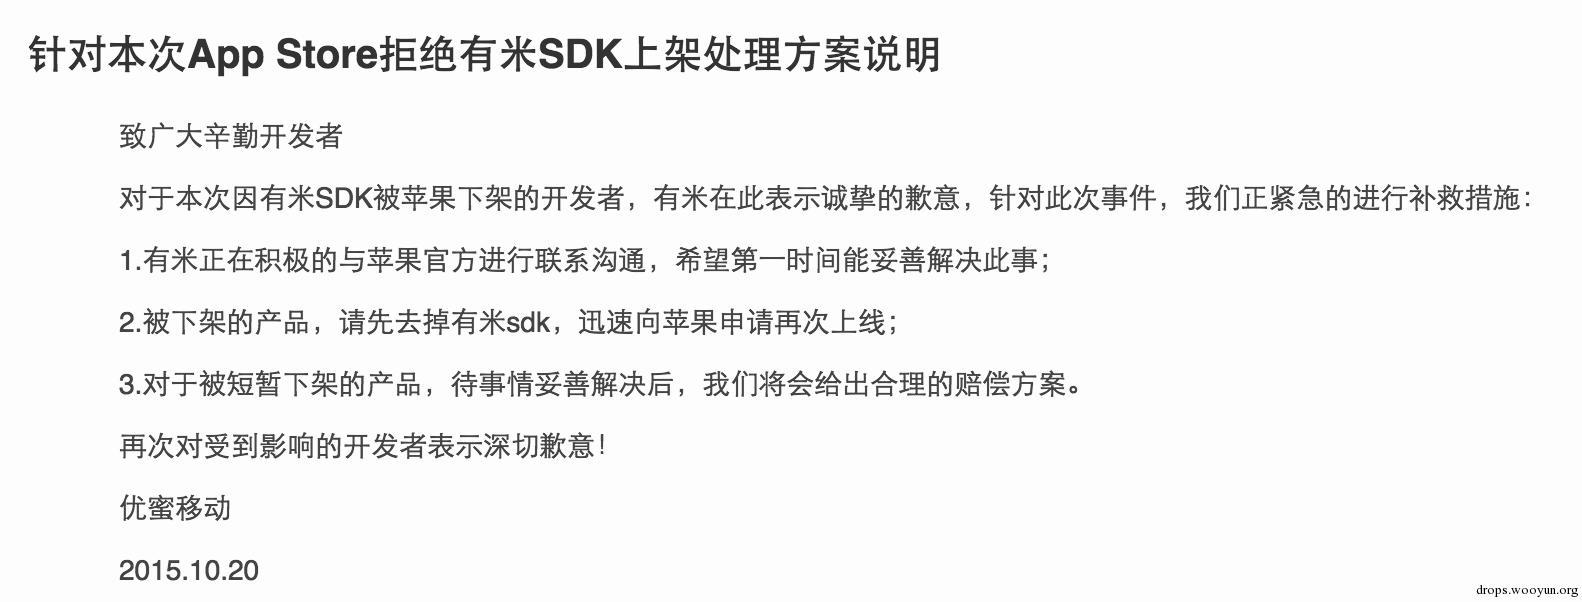 针对本次App Store拒绝有米SDK上架处理方案说明
致广大辛勤开发者
对于本次因有米SDK被苹果下架的开发者，有米在此表示诚挚的歉意，针对此次事件，我们正紧急的进行补救措施：
1.有米正在积极的与苹果官方进行联系沟通，希望第一时间能妥善解决此事；
2.被下架的产品，请先去掉有米sdk，迅速向苹果申请再次上线；
3.对于被短暂下架的产品，待事情妥善解决后，我们将会给出合理的赔偿方案。
再次对受到影响的开发者表示深切歉意！
优蜜移动
2015.10.20
drops.wooyun.org